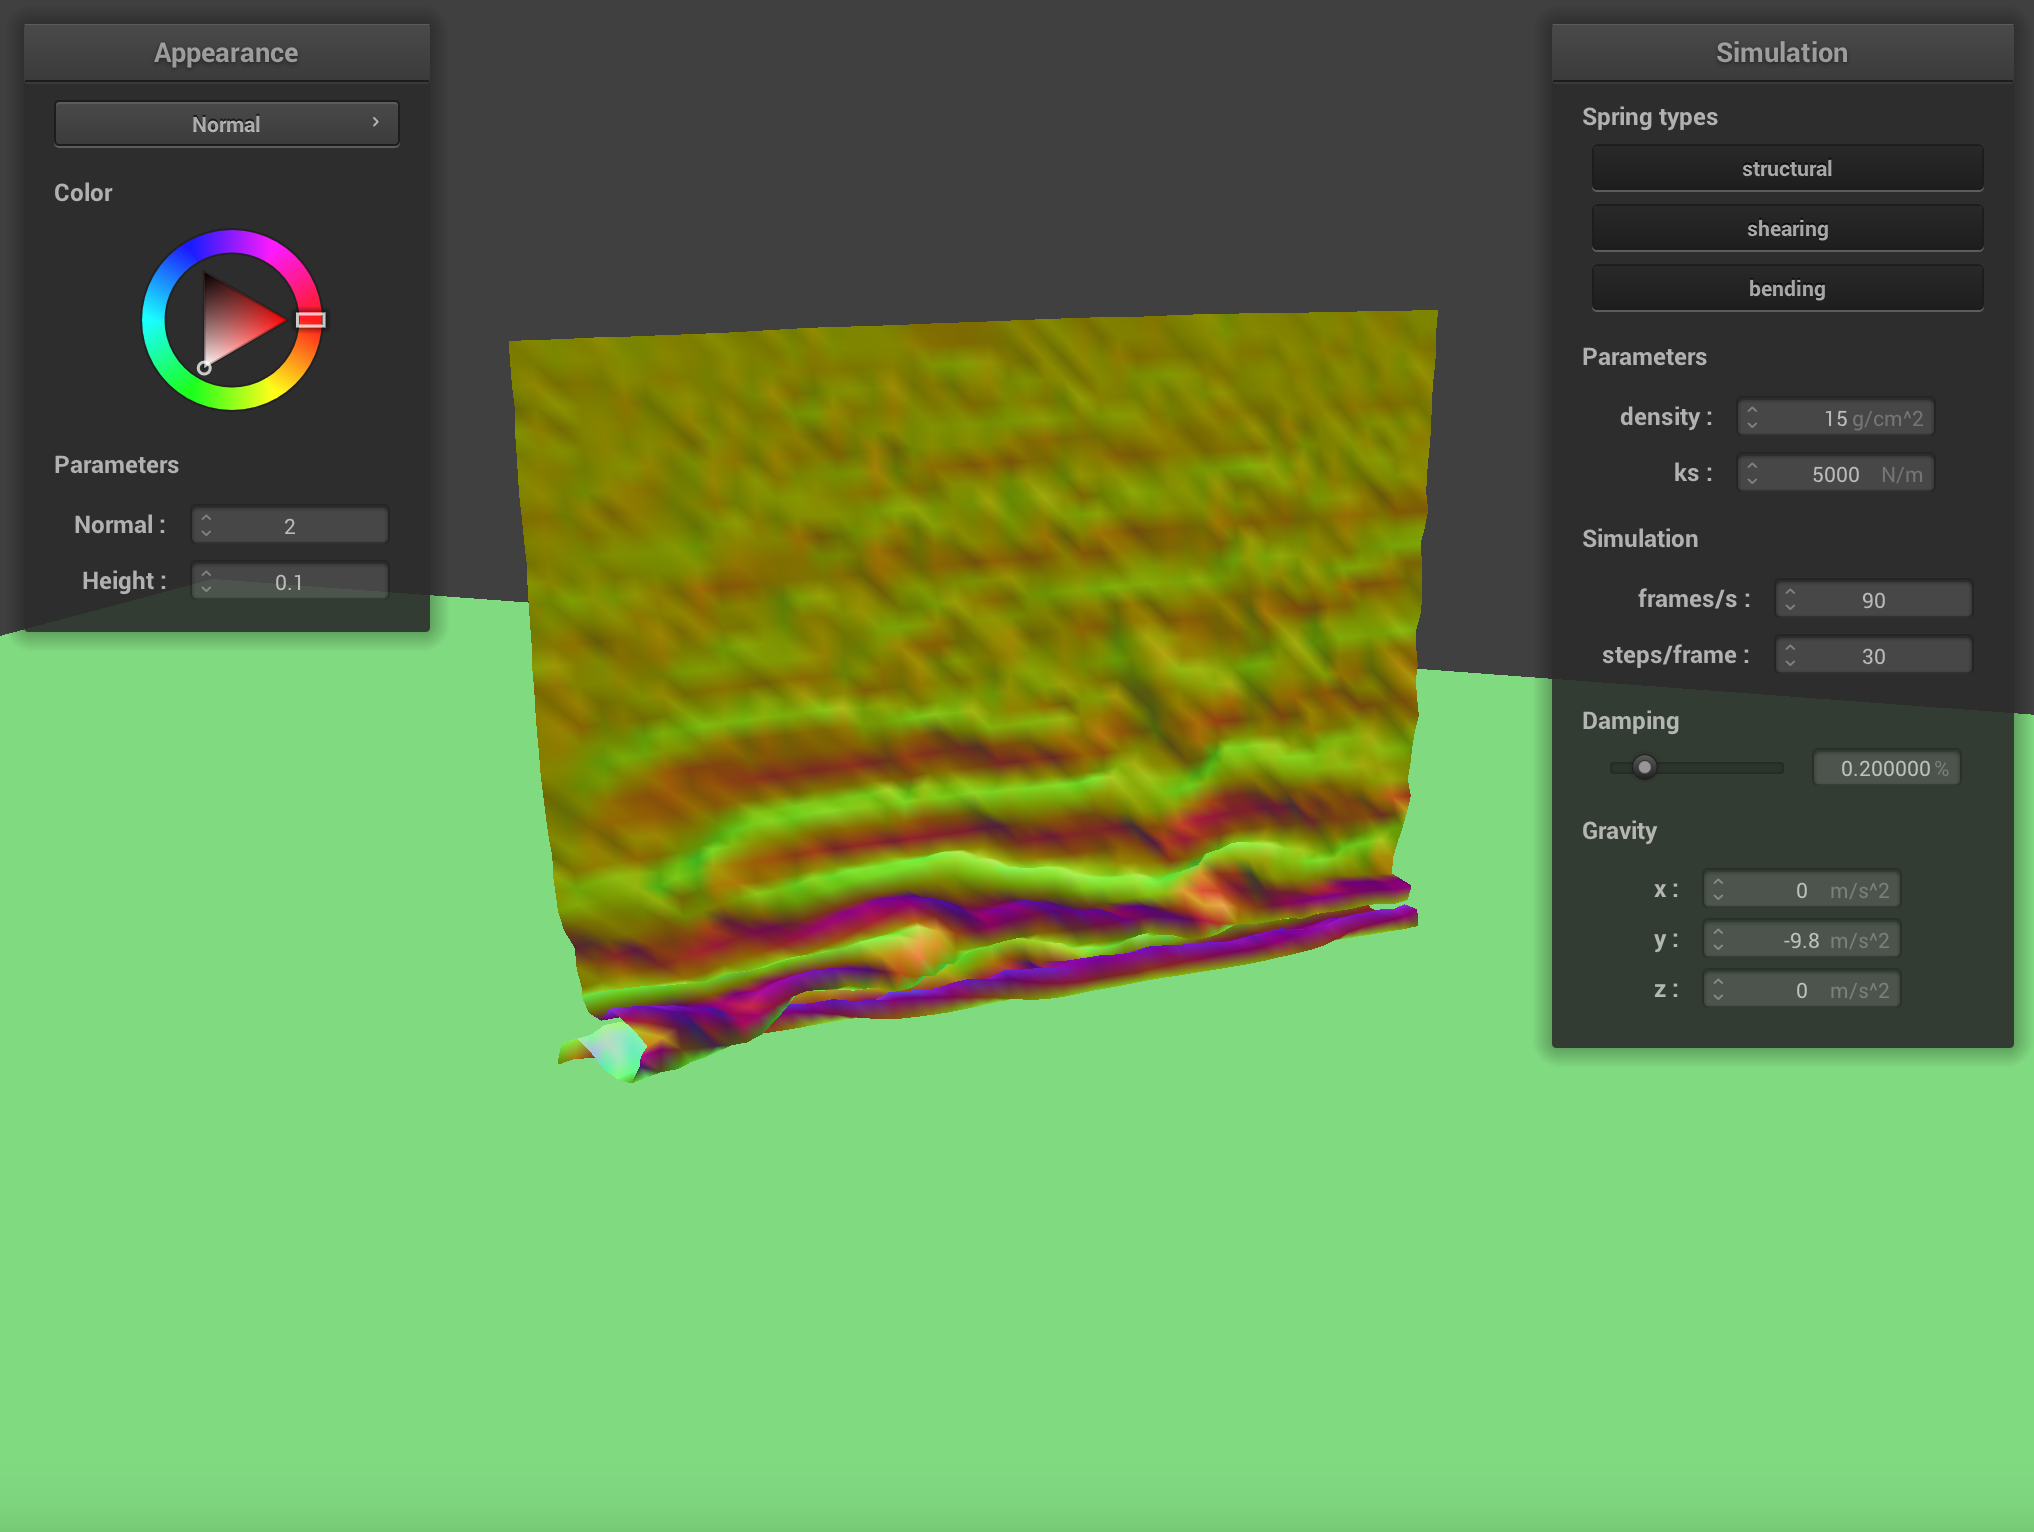 Appearance
Normal
Color
Parameters
Normal : 2
Height : 0.1
Simulation
Spring types
structural
shearing
bending
Parameters
density : 15 g/cm^2
ks : 5000 N/m
Simulation
frames/s : 90
steps/frame : 30
Damping
0.200000 %
Gravity
x : 0 m/s^2
y : -9.8 m/s^2
z : 0 m/s^2